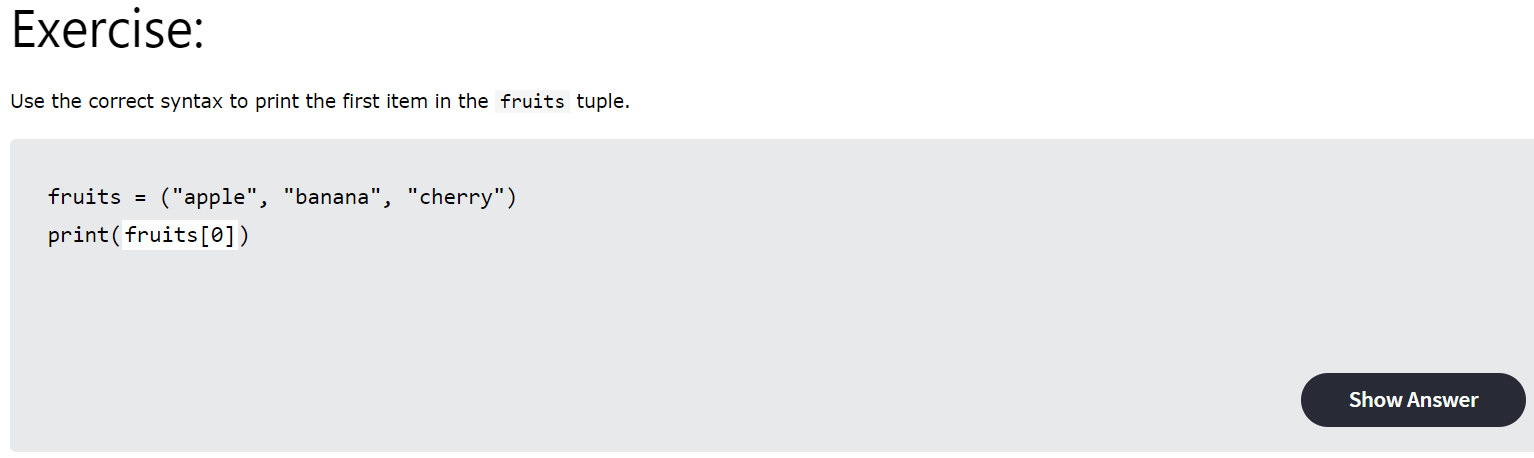 Exercise:
Use the correct syntax to print the first item in the fruits tuple.
fruits = ("apple", "banana", "cherry")
print(fruits[0])
Show Answer